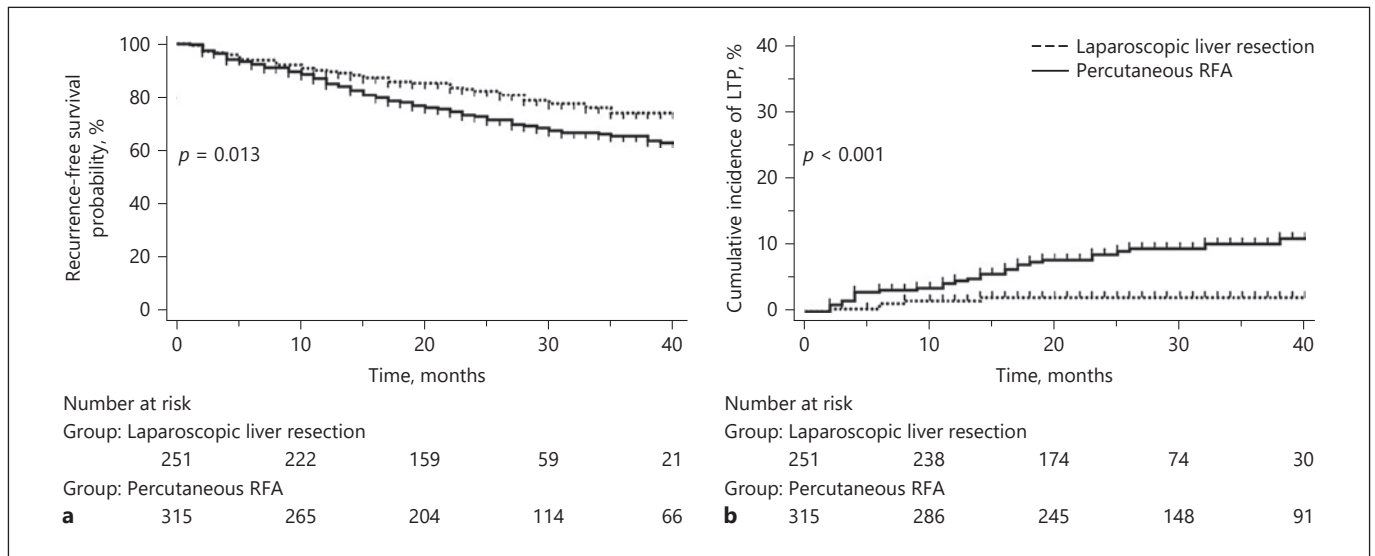 Recurrence-free survival
probability, %
100
80
60
40
20
0
p = 0.013
0 10 20 30 40
Time, months
Number at risk
Group: Laparoscopic liver resection
251 222 159 59 21
Group: Percutaneous RFA
315 265 204 114 66
a
Cumulative incidence of LTP, %
40
30
20
10
0
Laparoscopic liver resection
Percutaneous RFA
p < 0.001
0 10 20 30 40
Time, months
Number at risk
Group: Laparoscopic liver resection
251 238 174 74 30
Group: Percutaneous RFA
315 286 245 148 91
b